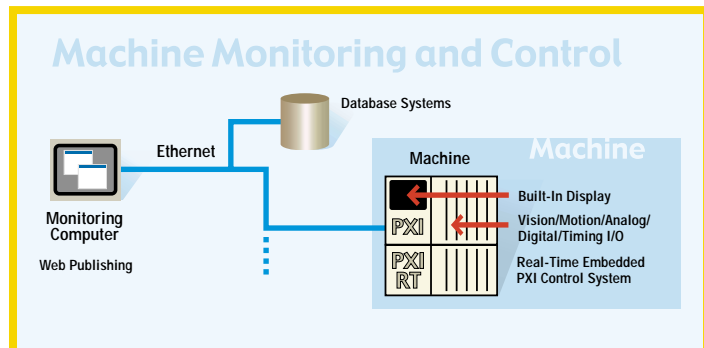 Machine Monitoring and Control
Database Systems
Ethernet
Monitoring
Computer
Web Publishing
Machine
Machine
PXI
PXI
RT
Built-In Display
Vision/Motion/Analog/
Digital/Timing I/O
Real-Time Embedded
PXI Control System